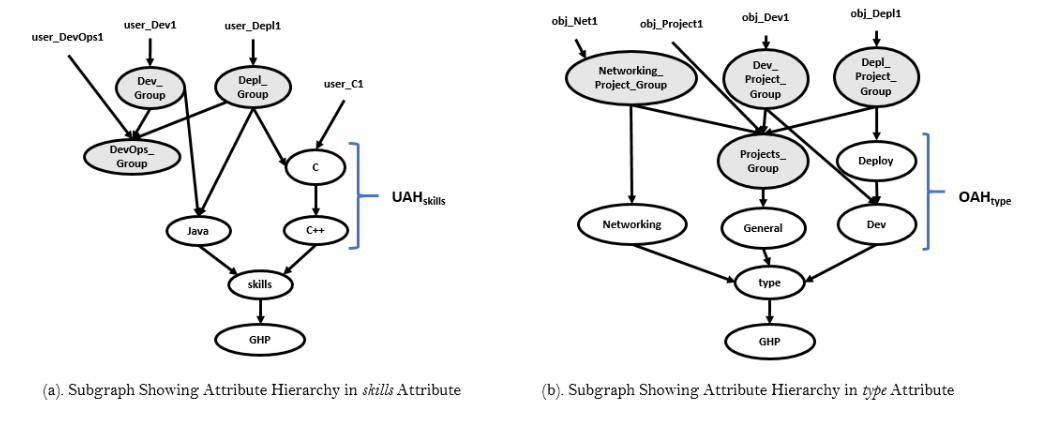 user_DevOps1
user_Dev1
user_Depl1
user_C1
Dev_
Group
Depl_
Group
DevOps_
Group
C
Java
C++
skills
GHP
UAHskills
(a). Subgraph Showing Attribute Hierarchy in skills Attribute
obj_Net1
obj_Project1
obj_Dev1
obj_Depl1
Networking_
Project_Group
Dev_
Project_
Group
Depl_
Project_
Group
Projects_
Group
Deploy
Networking
General
Dev
type
GHP
OAHtype
(b). Subgraph Showing Attribute Hierarchy in type Attribute